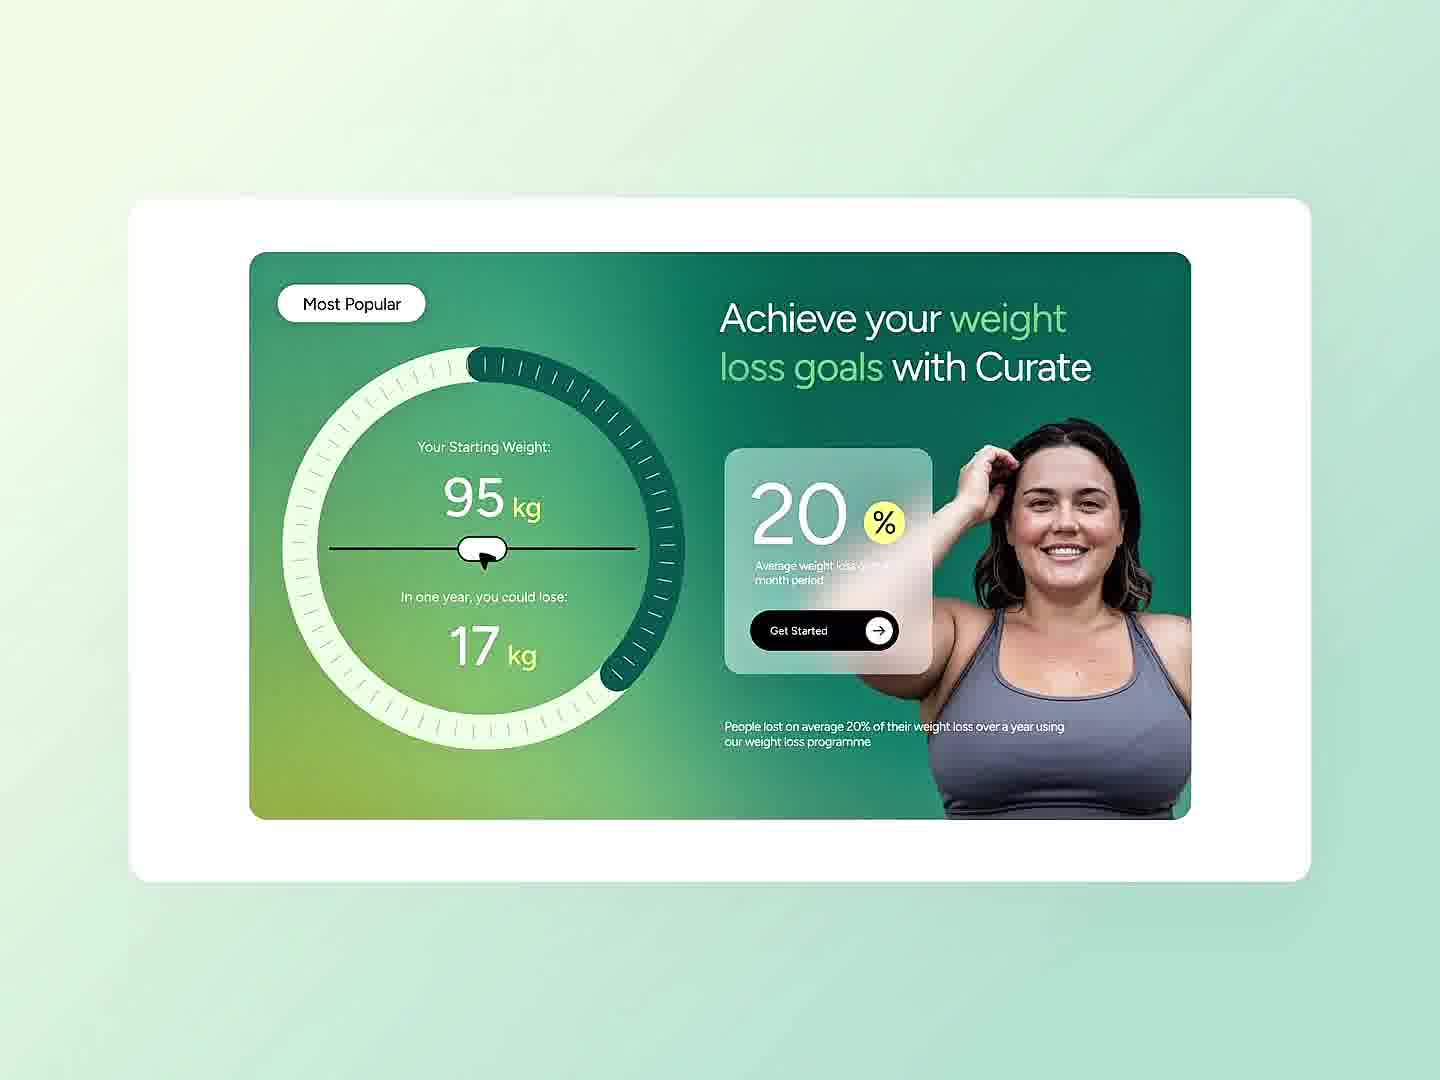 Most Popular
Your Starting Weight:
95 kg
In one year, you could lose:
17 kg
Achieve your weight
loss goals with Curate
20 %
Average weight loss
month period
Get Started
People lost on average 20% of their weight loss over a year using
our weight loss programme